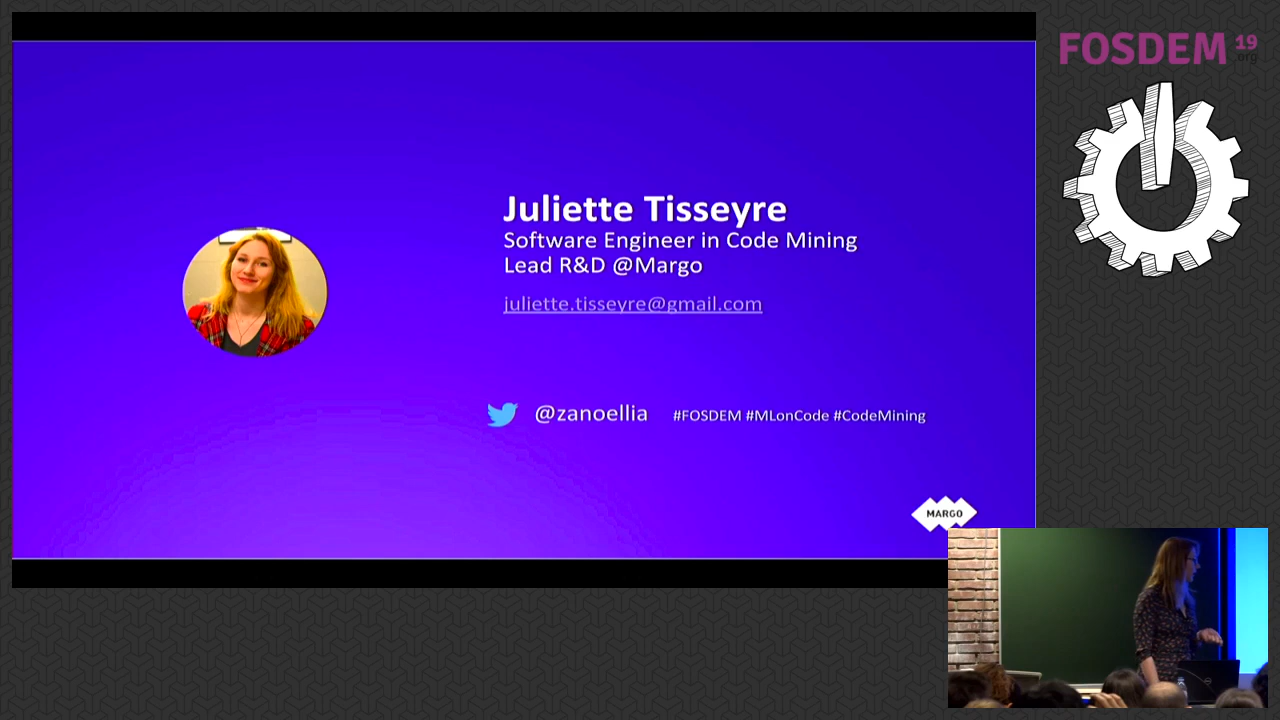 FOSDEM 19
.org
Juliette Tisseyre
Software Engineer in Code Mining
Lead R&D @Margo
juliette.tisseyre@gmail.com
@zanoellia #FOSDEM #MLonCode #CodeMining
MARGO